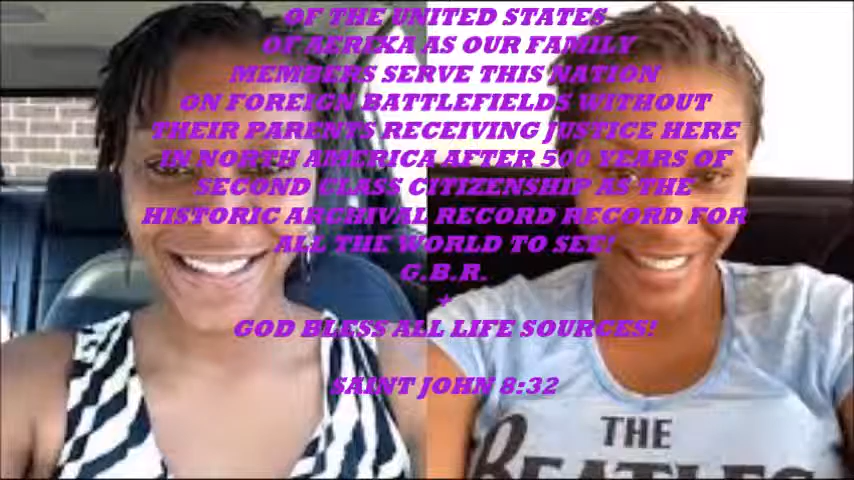 OF THE UNITED STATES
OF AERIKA AS OUR FAMILY
MEMBERS SERVE THIS NATION
ON FOREIGN BATTLEFIELDS WITHOUT
THEIR PARENTS RECEIVING JUSTICE HERE
IN NORTH AMERICA AFTER 500 YEARS OF
SECOND CLASS CITIZENSHIP AS THE
HISTORIC ARCHIVAL RECORD RECORD FOR
ALL THE WORLD TO SEE!
G.B.R.
+
GOD BLESS ALL LIFE SOURCES!
SAINT JOHN 8:32
THE
BEATLES